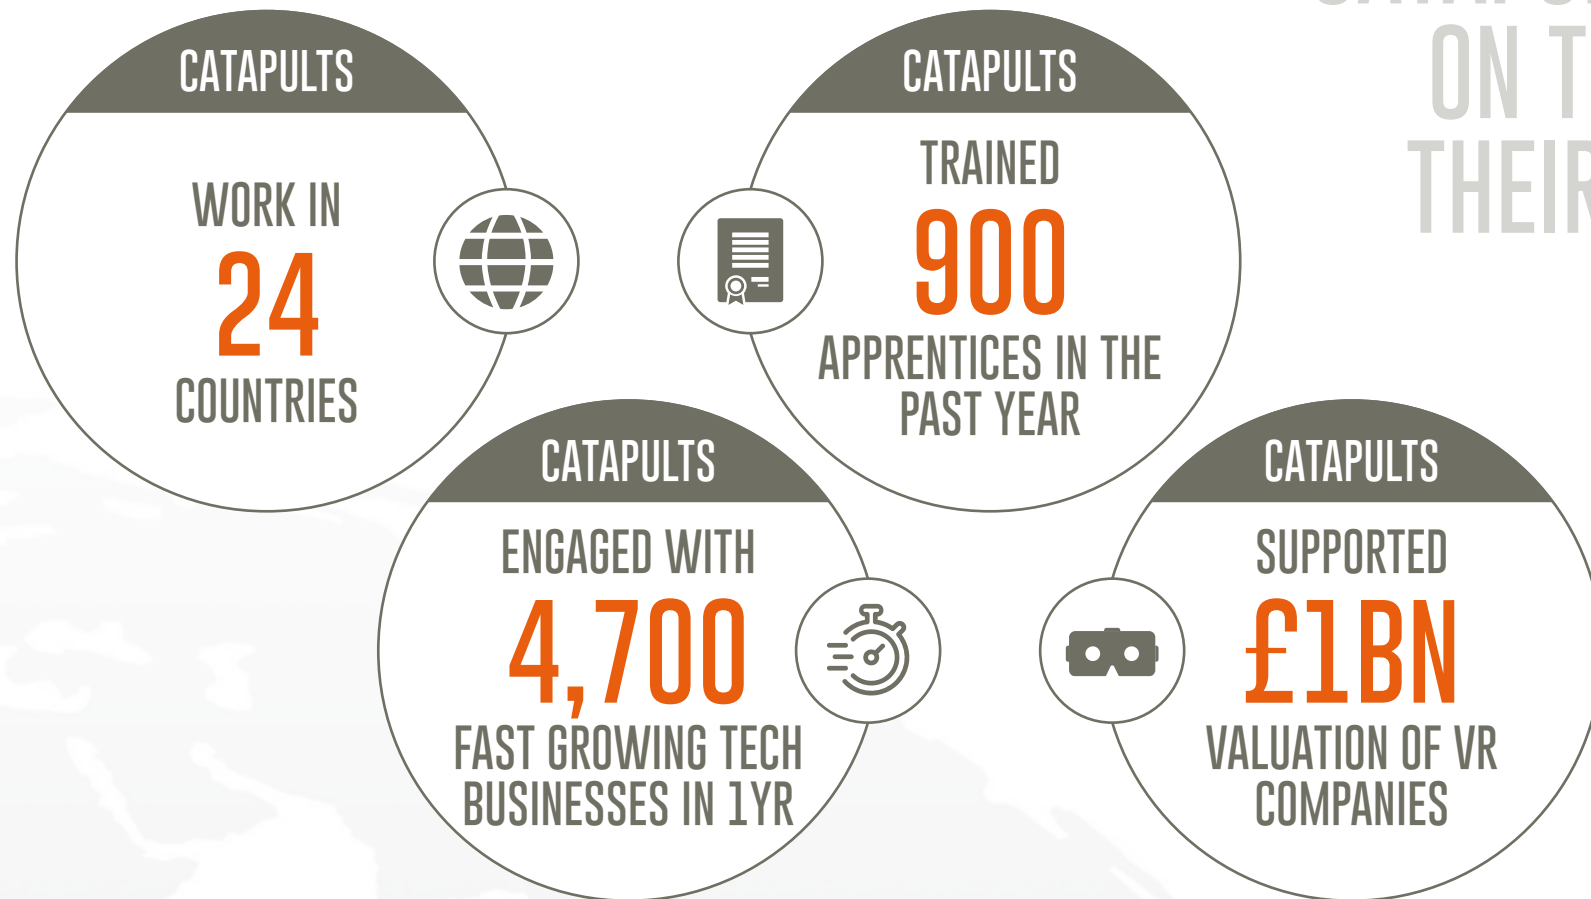 CATAPULTS
WORK IN
24
COUNTRIES
CATAPULTS
TRAINED
900
APPRENTICES IN THE
PAST YEAR
CATAPULTS
ENGAGED WITH
4,700
FAST GROWING TECH
BUSINESSES IN 1YR
CATAPULTS
SUPPORTED
£1BN
VALUATION OF VR
COMPANIES
ON T
THEIR